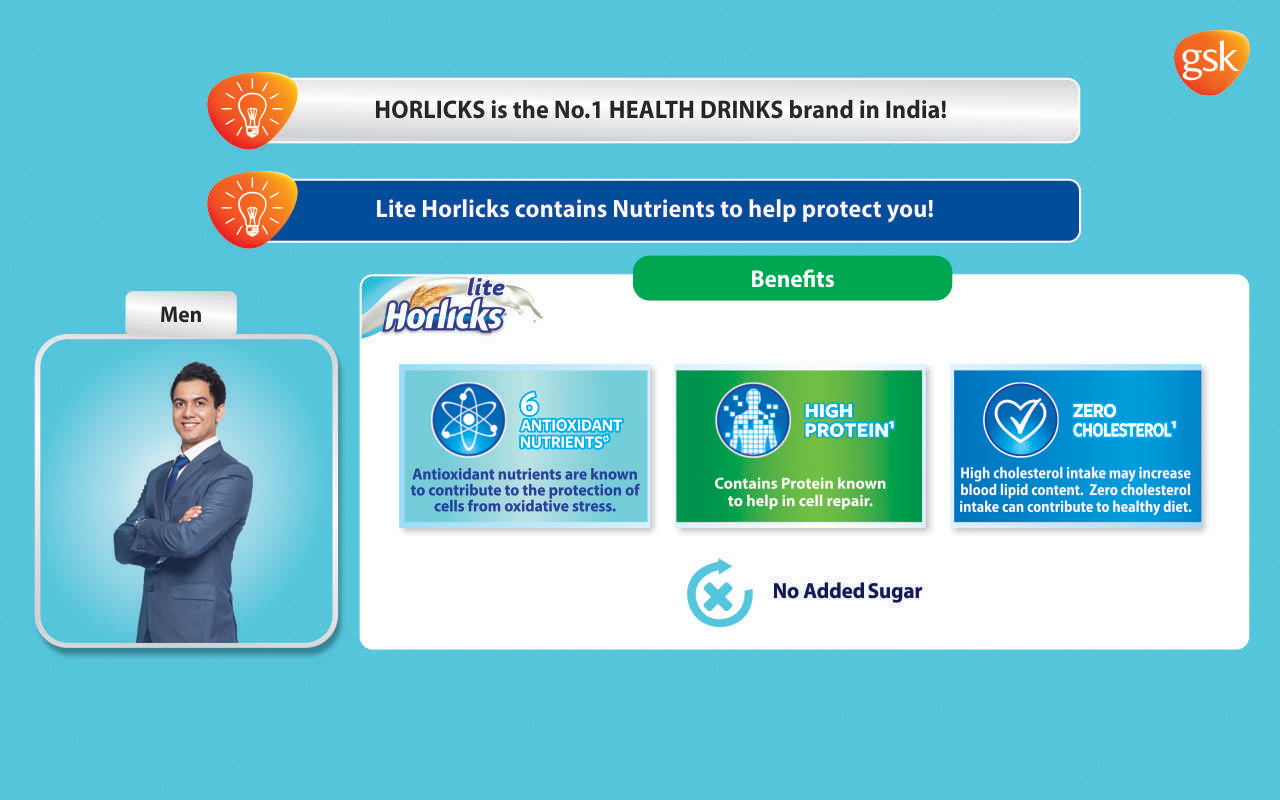 gsk
HORLICKS is the No.1 HEALTH DRINKS brand in India!
Lite Horlicks contains Nutrients to help protect you!
Benefits
Men
lite
Horlicks
6
ANTIOXIDANT
NUTRIENTS∅
Antioxidant nutrients are known
to contribute to the protection of
cells from oxidative stress.
HIGH
PROTEIN¹
Contains Protein known
to help in cell repair.
ZERO
CHOLESTEROL¹
High cholesterol intake may increase
blood lipid content. Zero cholesterol
intake can contribute to healthy diet.
No Added Sugar